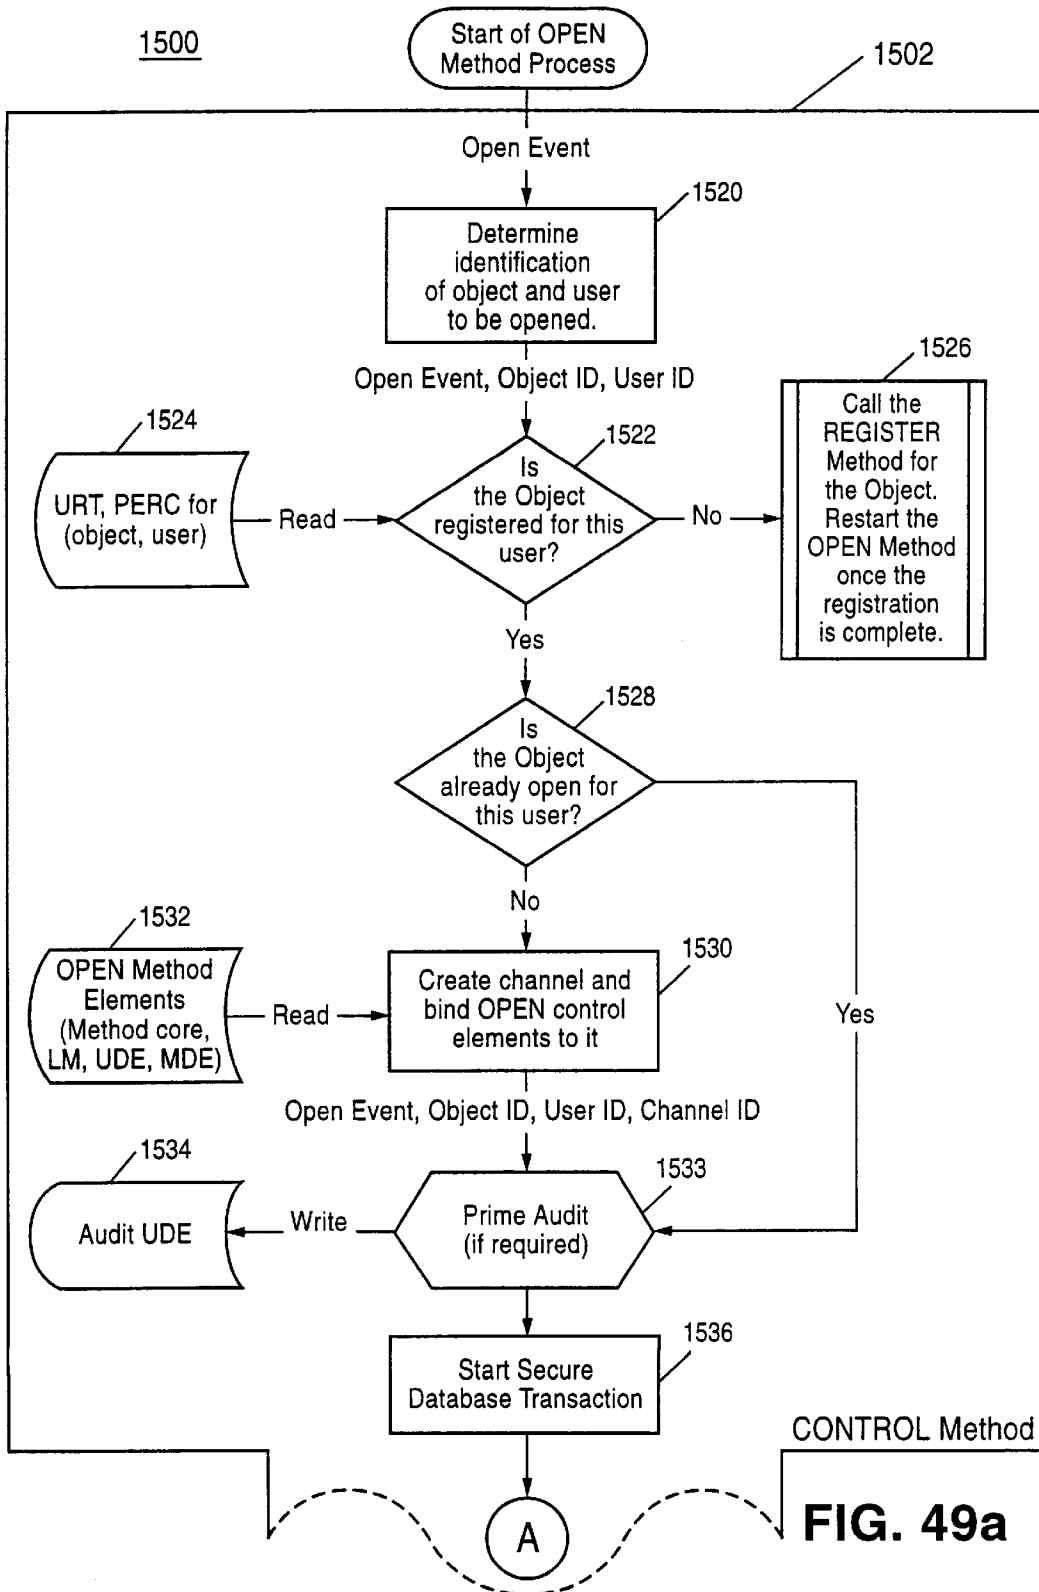 1500
Start of OPEN
Method Process
1502
Open Event
1520
Determine
identification
of object and user
to be opened.
Open Event, Object ID, User ID
1526
Call the
REGISTER
Method for
the Object.
Restart the
OPEN Method
once the
registration
is complete.
1524
URT, PERC for
(object, user)
Read
1522
Is
the Object
registered for this
user?
No
Yes
1528
Is
the Object
already open for
this user?
No
Yes
1532
OPEN Method
Elements
(Method core,
LM, UDE, MDE)
Read
1530
Create channel and
bind OPEN control
elements to it
Open Event, Object ID, User ID, Channel ID
1534
Audit UDE
Write
1533
Prime Audit
(if required)
1536
Start Secure
Database Transaction
CONTROL Method
A
FIG. 49a